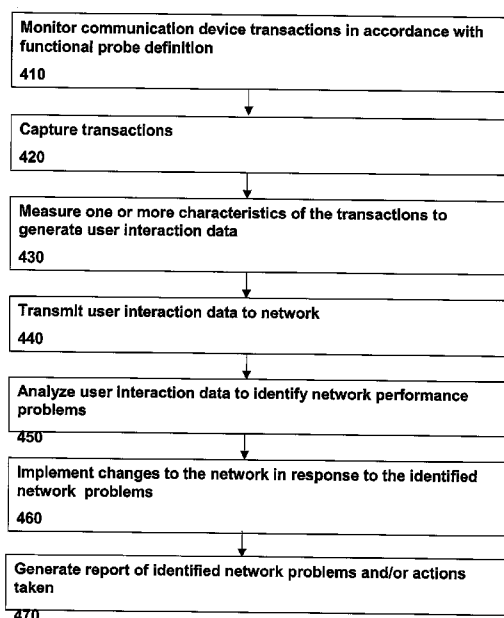 Monitor communication device transactions in accordance with
functional probe definition
410
Capture transactions
420
Measure one or more characteristics of the transactions to
generate user interaction data
430
Transmit user interaction data to network
440
Analyze user interaction data to identify network performance
problems
450
Implement changes to the network in response to the identified
network problems
460
Generate report of identified network problems and/or actions
taken
470